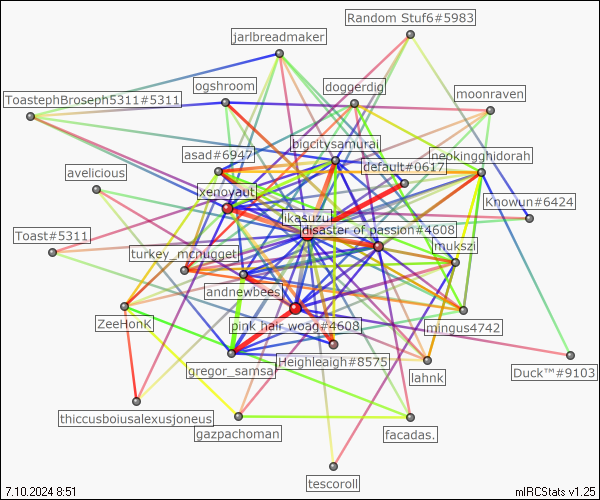 Random Stuf6#5983
jarlbreadmaker
ogshroom
doggerdig
moonraven
ToastephBroseph5311#5311
bigcitysamurai
asad#6947
default#0617
neokingghidorah
avelicious
xenoyaut
Knowun#6424
ikasuzu
disaster of passion#4608
Toast#5311
turkey_mcnugget
mukszi
andnewbees
ZeeHonK
pink hair woag#4608
mingus4742
Heighleaigh#8575
gregor_samsa
lahnk
Duck™#9103
thiccusboiusalexusjoneus
gazpachoman
facadas.
tescoroll
7.10.2024 8:51
mIRCStats v1.25